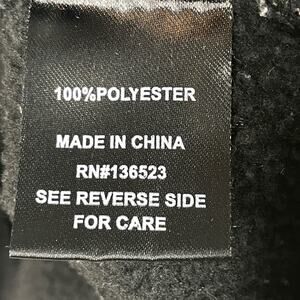 100%POLYESTER
MADE IN CHINA
RN#136523
SEE REVERSE SIDE
FOR CARE